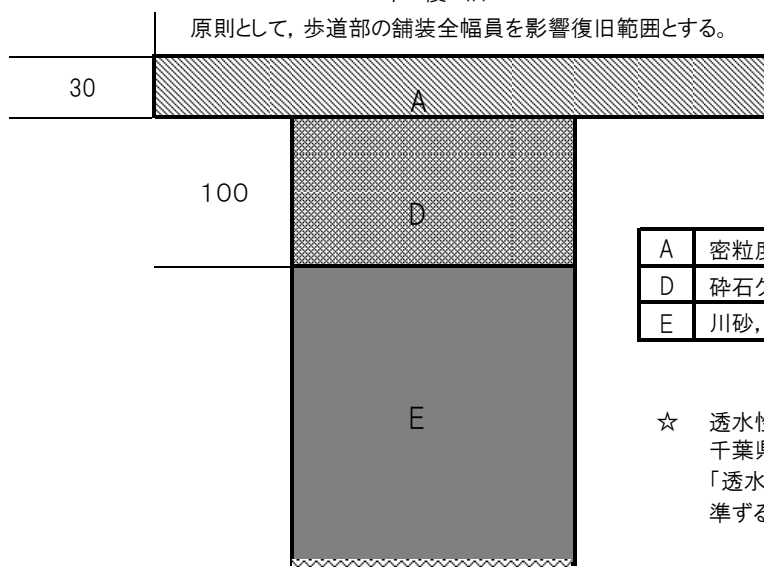 原則として，歩道部の舗装全幅員を影響復旧範囲とする。
30
A
100
D
A 密粒度
D 砕石ク
E 川砂，
E
☆ 透水性
千葉県
「透水
準ずる